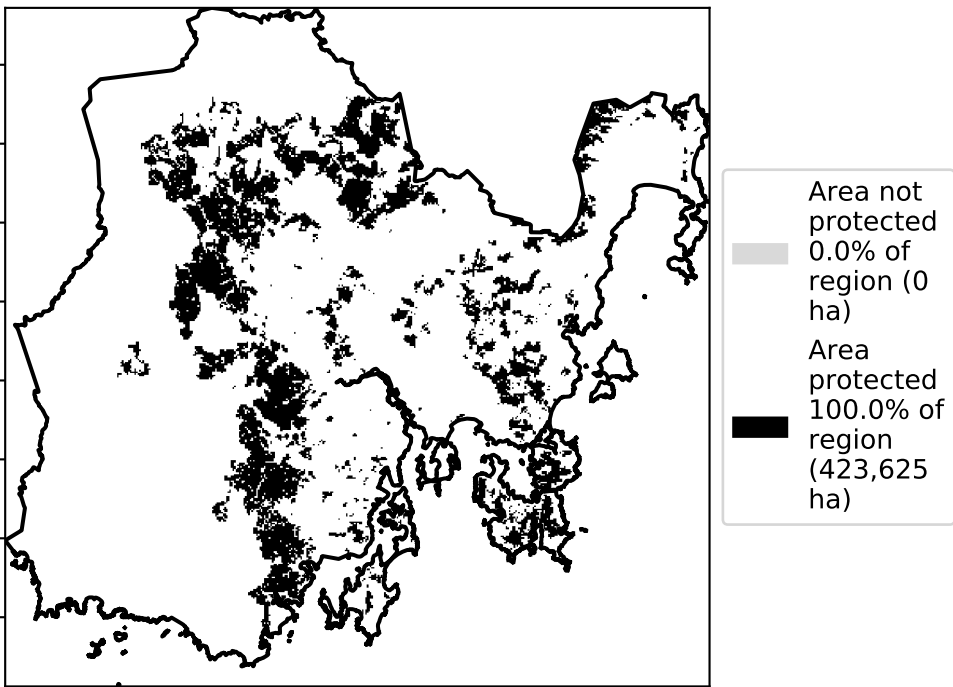 Area not
protected
0.0% of
region (0
ha)
Area
protected
100.0% of
region
(423,625
ha)